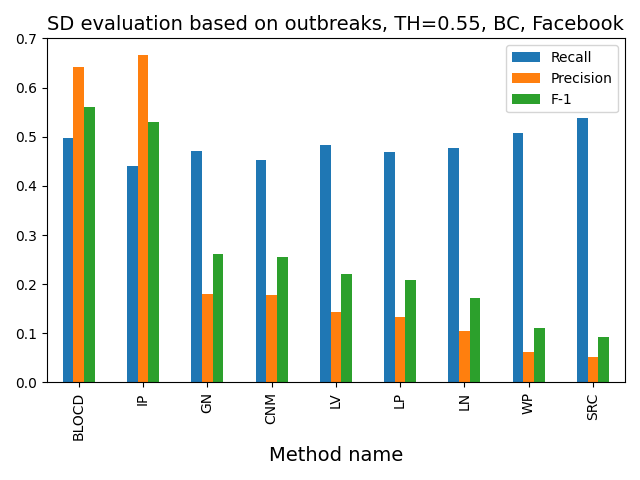 SD evaluation based on outbreaks, TH=0.55, BC, Facebook
Recall
Precision
F-1
0.7
0.6
0.5
0.4
0.3
0.2
0.1
0.0
BLOCD
IP
GN
CNM
LV
LP
LN
WP
SRC
Method name